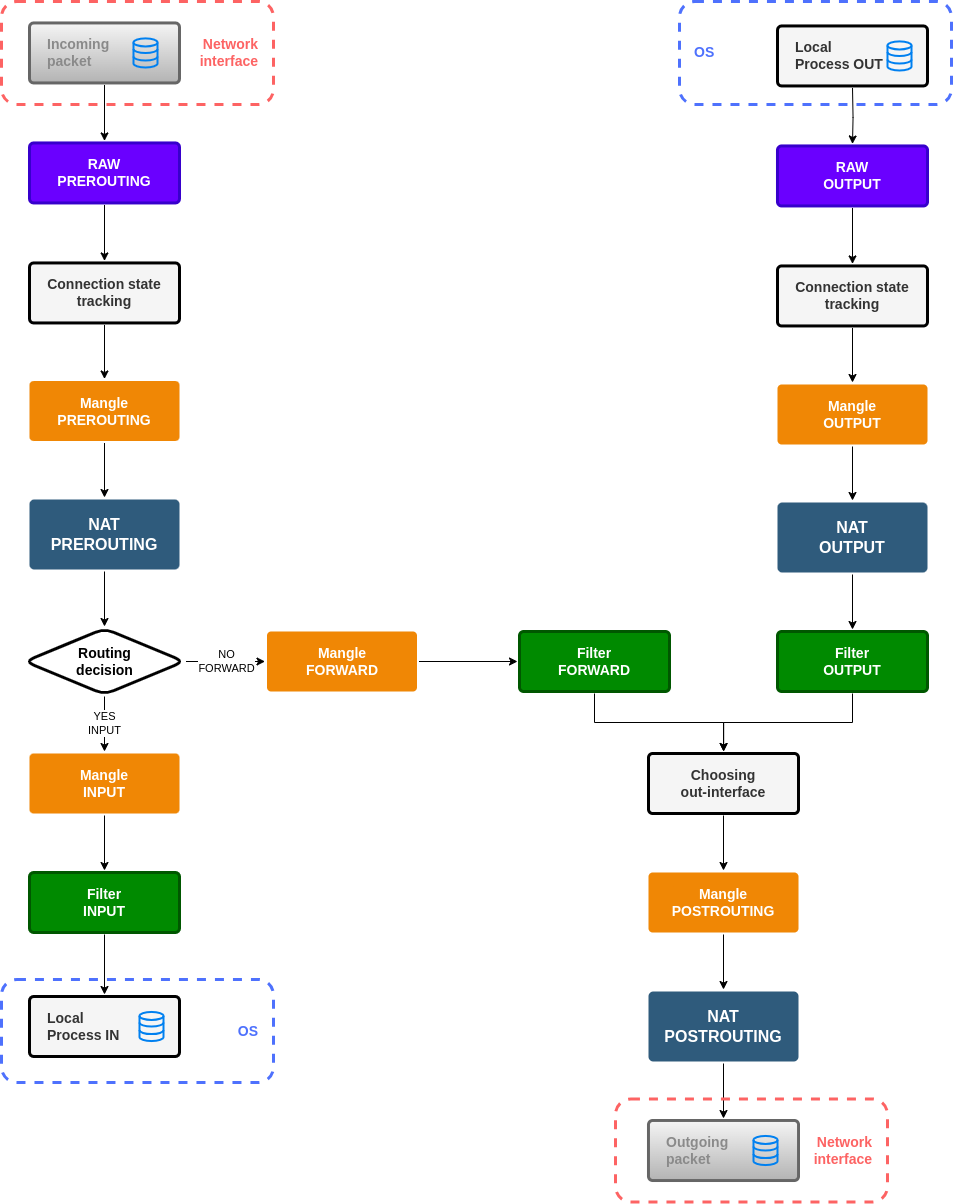 Incoming
packet
Network
interface
OS
Local
Process OUT
RAW
PREROUTING
RAW
OUTPUT
Connection state
tracking
Connection state
tracking
Mangle
PREROUTING
Mangle
OUTPUT
NAT
PREROUTING
NAT
OUTPUT
Routing
decision
NO
FORWARD
Mangle
FORWARD
Filter
FORWARD
Filter
OUTPUT
YES
INPUT
Mangle
INPUT
Choosing
out-interface
Filter
INPUT
Mangle
POSTROUTING
Local
Process IN
OS
NAT
POSTROUTING
Outgoing
packet
Network
interface